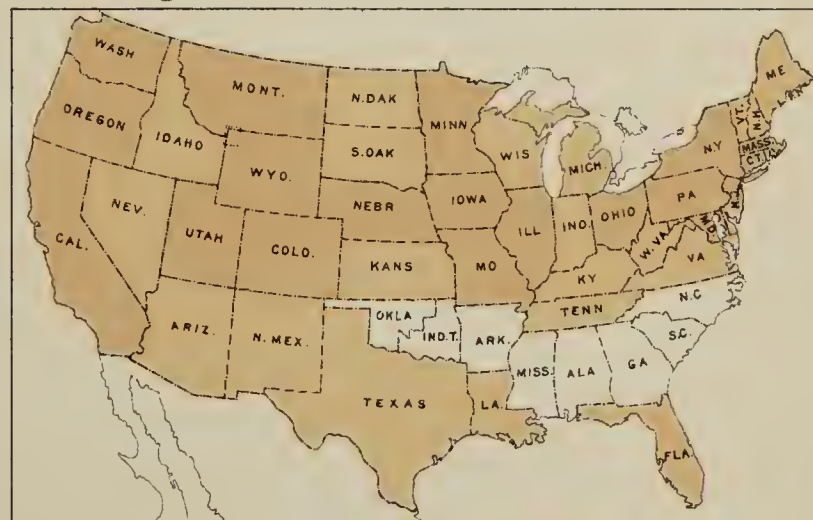 WASH
MONT.
N.DAK
MINN
ME
OREGON
IDAHO
S.DAK
WIS
MICH.
VT.
N.H.
N.Y
MASS
CT.
WYO.
NEBR
IOWA
PA
NEV.
UTAH
COLO.
ILL
IND.
OHIO
W.VA
MD.
CAL.
KANS
MO
KY
VA
TENN
N.C
ARIZ.
N.MEX.
OKLA
IND.T.
ARK.
S.C.
MISS.
ALA
GA
TEXAS
LA.
FLA.